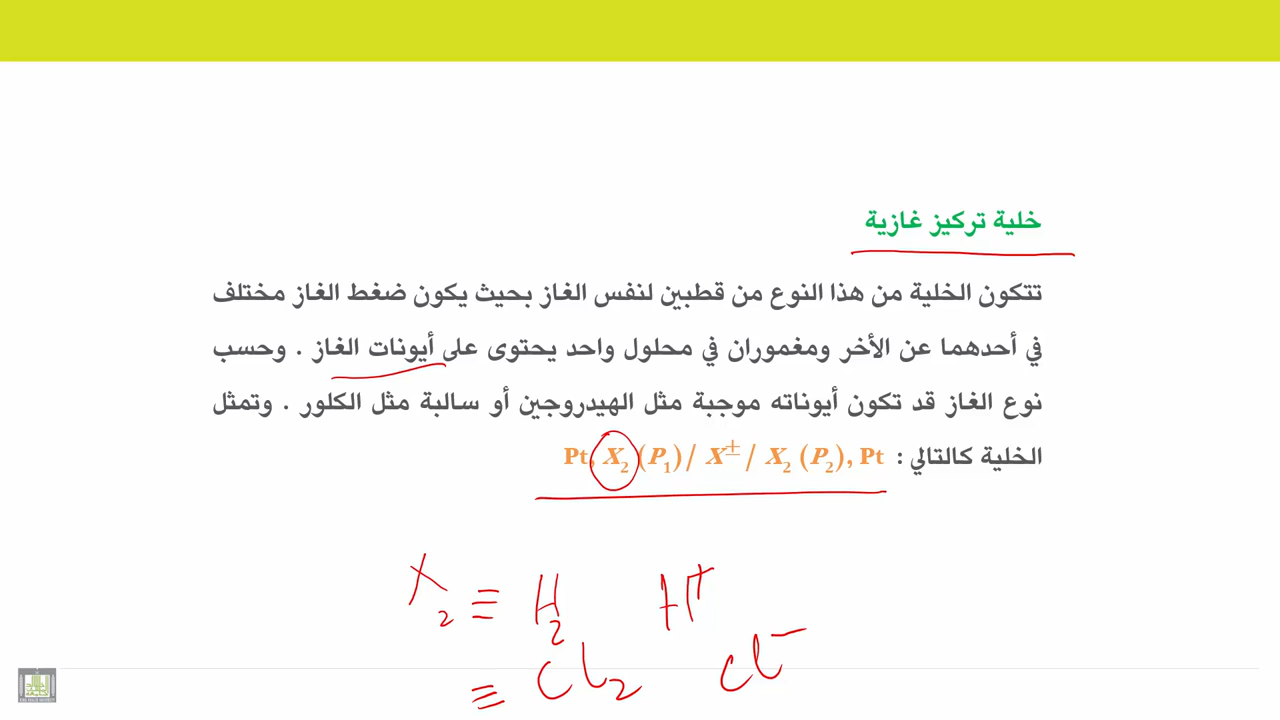 خلية تركيز غازية
تتكون الخلية من هذا النوع من قطبين لنفس الغاز بحيث يكون ضغط الغاز مختلف
في أحدهما عن الأخر ومغموران في محلول واحد يحتوى على أيونات الغاز . وحسب
نوع الغاز قد تكون أيوناته موجبة مثل الهيدروجين أو سالبة مثل الكلور . وتمثل
الخلية كالتالي : Pt, X₂ (P₁) / X± / X₂ (P₂), Pt
X₂ ≡ H₂ H⁺
≡ Cl₂ Cl⁻